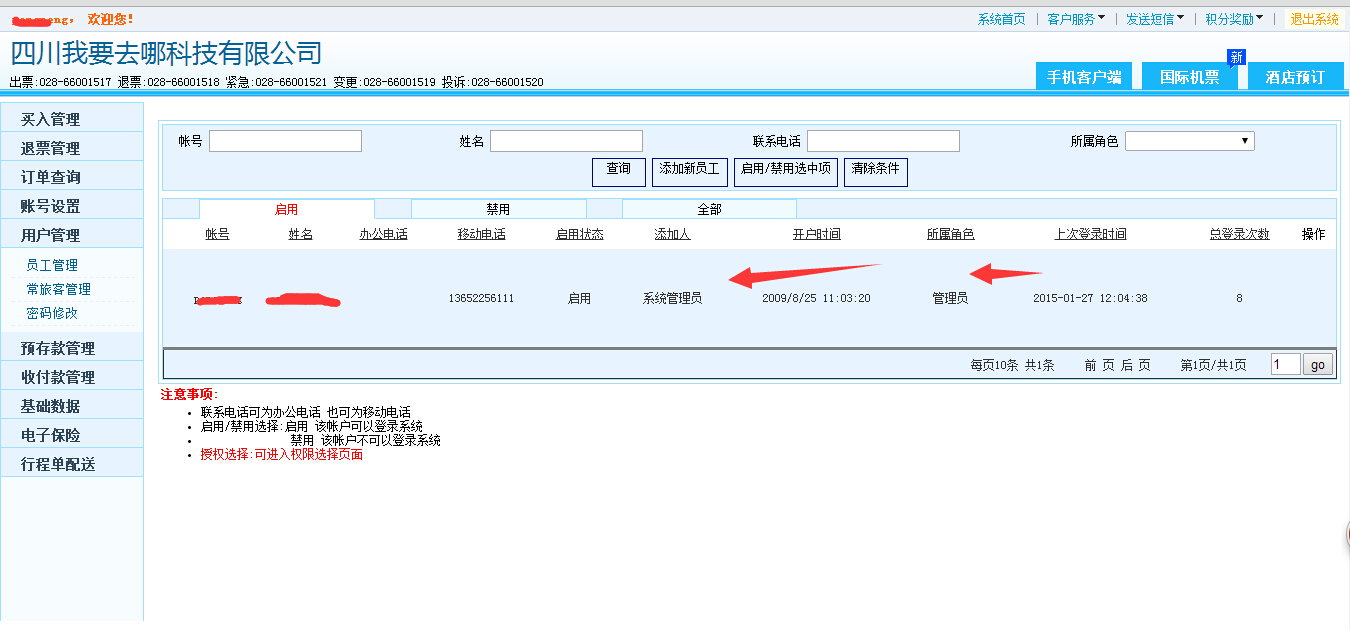 欢迎您!
系统首页 | 客户服务 | 发送短信 | 积分奖励 | 退出系统
四川我要去哪科技有限公司
出票:028-66001517 退票:028-66001518 紧急:028-66001521 变更:028-66001519 投诉:028-66001520
新
手机客户端 国际机票 酒店预订
买入管理
退票管理
订单查询
账号设置
用户管理
员工管理
常旅客管理
密码修改
预存款管理
收付款管理
基础数据
电子保险
行程单配送
帐号 姓名 联系电话 所属角色
查询 添加新员工 启用/禁用选中项 清除条件
启用 禁用 全部
帐号 姓名 办公电话 移动电话 启用状态 添加人 开户时间 所属角色 上次登录时间 总登录次数 操作
13652256111 启用 系统管理员 2009/8/25 11:03:20 管理员 2015-01-27 12:04:38 8
每页10条 共1条 前 页 后 页 第1页/共1页 1 go
注意事项:
联系电话可为办公电话 也可为移动电话
启用/禁用选择:启用 该帐户可以登录系统
禁用 该帐户不可以登录系统
授权选择:可进入权限选择页面